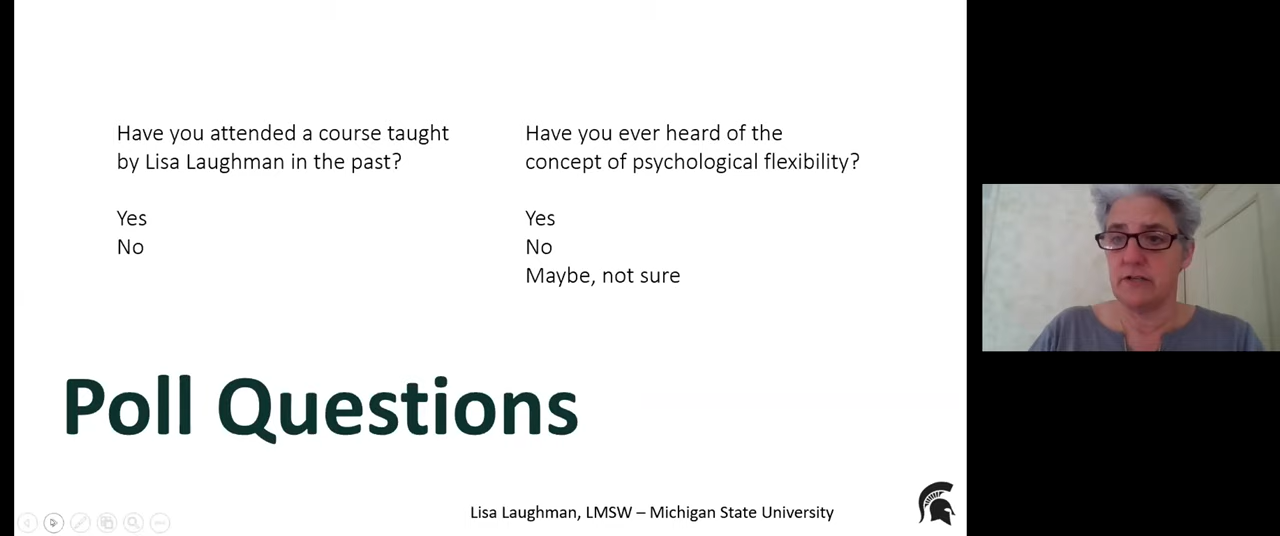 Have you attended a course taught
by Lisa Laughman in the past?
Yes
No
Have you ever heard of the
concept of psychological flexibility?
Yes
No
Maybe, not sure
Poll Questions
Lisa Laughman, LMSW – Michigan State University